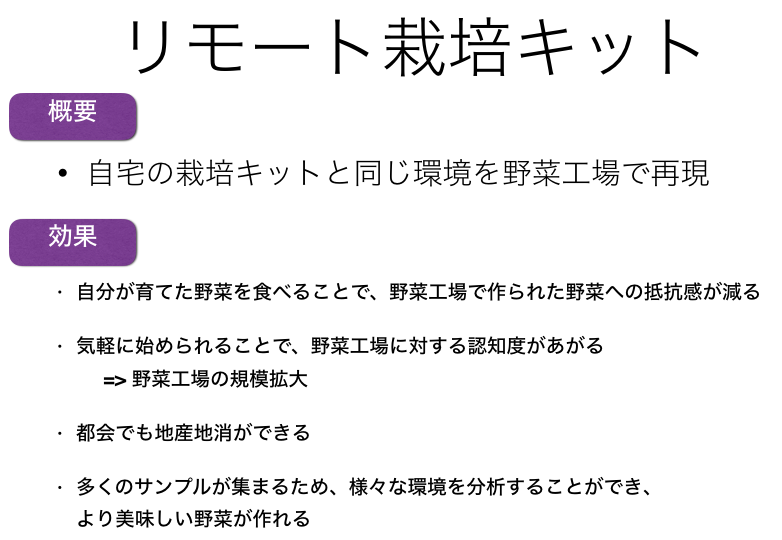 リモート栽培キット
概要
• 自宅の栽培キットと同じ環境を野菜工場で再現
効果
・ 自分が育てた野菜を食べることで、野菜工場で作られた野菜への抵抗感が減る
・ 気軽に始められることで、野菜工場に対する認知度があがる
=> 野菜工場の規模拡大
・ 都会でも地産地消ができる
・ 多くのサンプルが集まるため、様々な環境を分析することができ、
より美味しい野菜が作れる